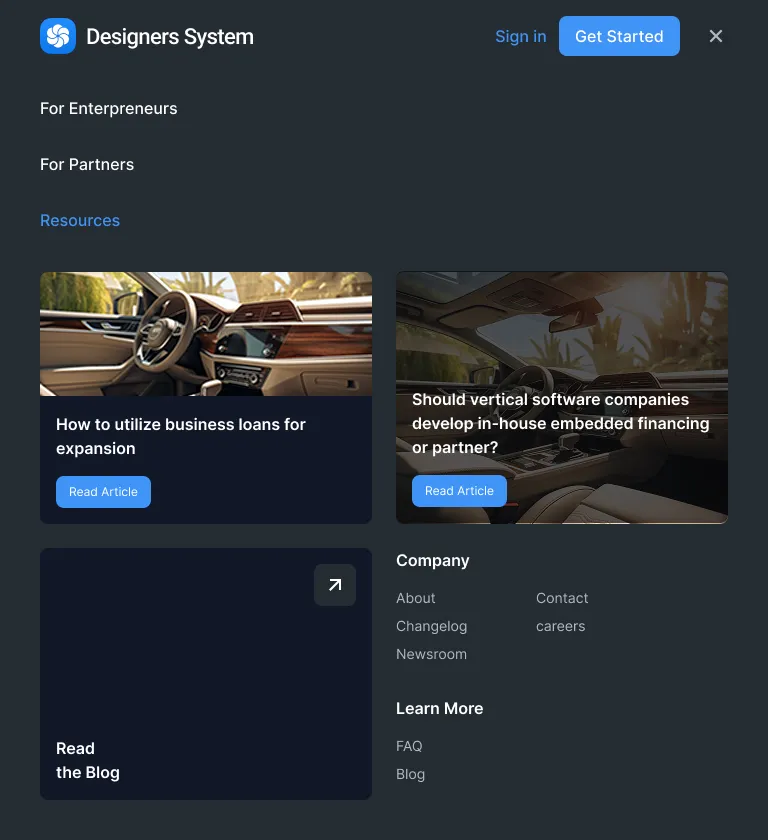 Designers System
Sign in
Get Started
For Enterpreneurs
For Partners
Resources
How to utilize business loans for
expansion
Read Article
Should vertical software companies
develop in-house embedded financing
or partner?
Read Article
Read
the Blog
Company
About
Contact
Changelog
careers
Newsroom
Learn More
FAQ
Blog